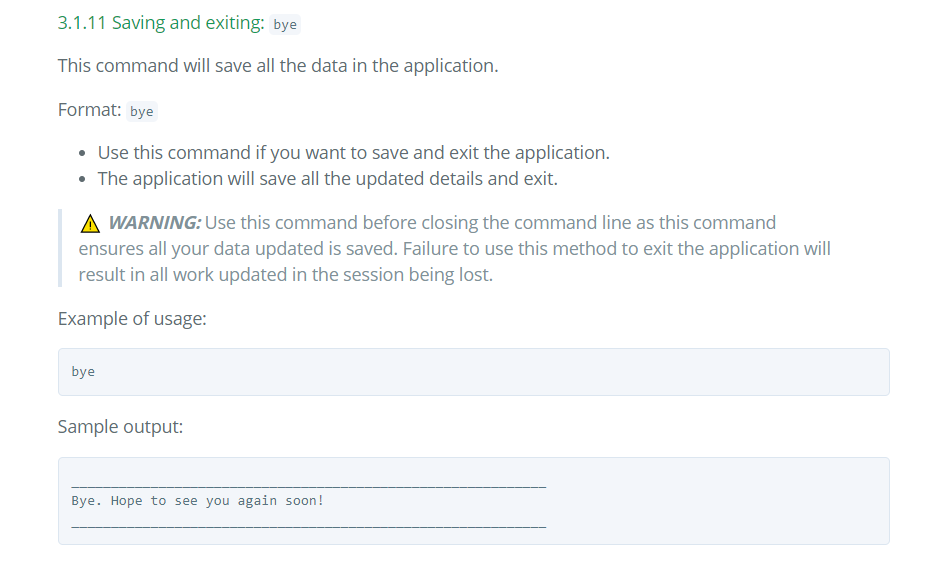 3.1.11 Saving and exiting: bye
This command will save all the data in the application.
Format: bye
Use this command if you want to save and exit the application.
The application will save all the updated details and exit.
WARNING: Use this command before closing the command line as this command
ensures all your data updated is saved. Failure to use this method to exit the application will
result in all work updated in the session being lost.
Example of usage:
bye
Sample output:
____________________________________________________________
Bye. Hope to see you again soon!
____________________________________________________________